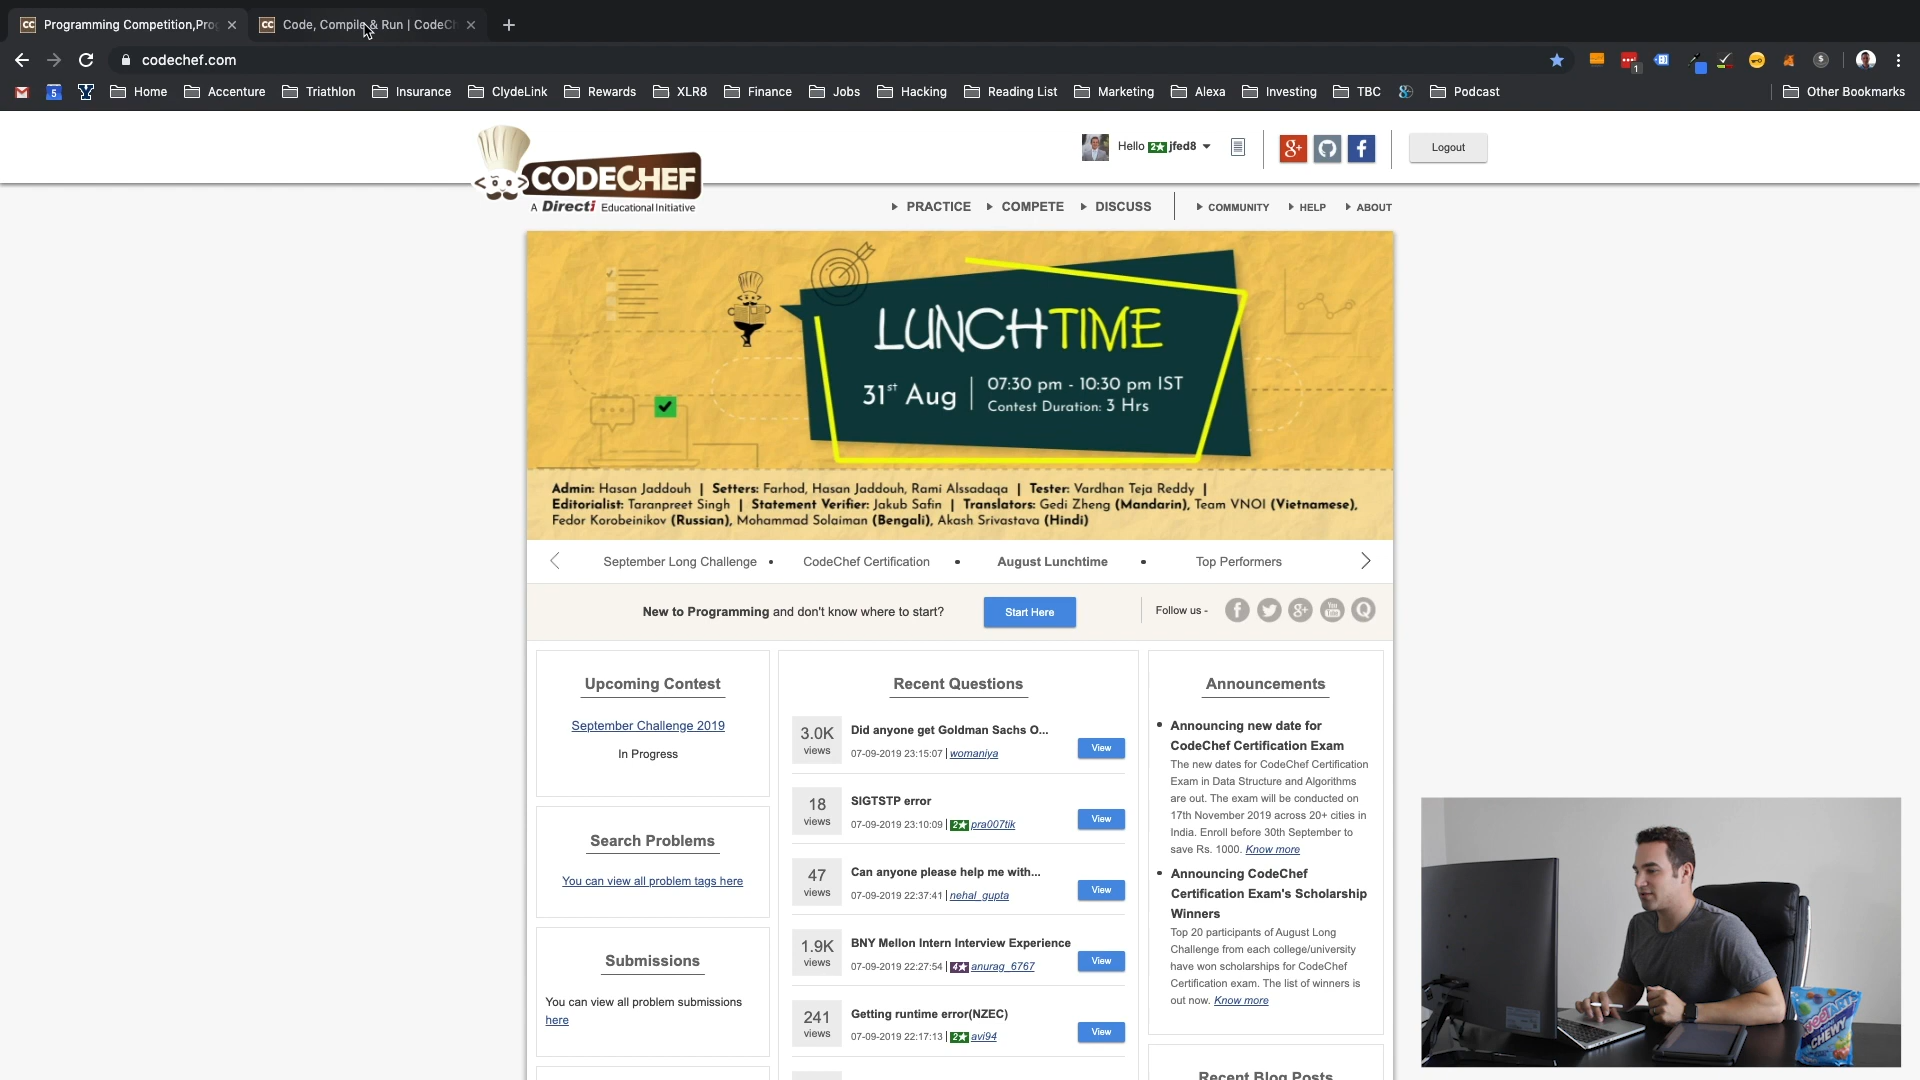 Programming Competition,Pro
Code, Compile & Run | CodeCh
codechef.com
1
5
Home
Accenture
Triathlon
Insurance
ClydeLink
Rewards
XLR8
Finance
Jobs
Hacking
Reading List
Marketing
Alexa
Investing
TBC
Podcast
Other Bookmarks
CODECHEF
A Directi Educational Initiative
Hello 2★ jfed8
Logout
PRACTICE
COMPETE
DISCUSS
COMMUNITY
HELP
ABOUT
LUNCHTIME
31st Aug
07:30 pm - 10:30 pm IST
Contest Duration: 3 Hrs
Admin: Hasan Jaddouh | Setters: Farhod, Hasan Jaddouh, Rami Alssadaqa | Tester: Vardhan Teja Reddy |
Editorialist: Taranpreet Singh | Statement Verifier: Jakub Safin | Translators: Gedi Zheng (Mandarin), Team VNOI (Vietnamese),
Fedor Korobeinikov (Russian), Mohammad Solaiman (Bengali), Akash Srivastava (Hindi)
September Long Challenge
CodeChef Certification
August Lunchtime
Top Performers
New to Programming and don't know where to start?
Start Here
Follow us -
Upcoming Contest
September Challenge 2019
In Progress
Search Problems
You can view all problem tags here
Submissions
You can view all problem submissions
here
Recent Questions
3.0K
views
Did anyone get Goldman Sachs O...
07-09-2019 23:15:07 | womaniya
View
18
views
SIGTSTP error
07-09-2019 23:10:09 | 2★ pra007tik
View
47
views
Can anyone please help me with...
07-09-2019 22:37:41 | nehal_gupta
View
1.9K
views
BNY Mellon Intern Interview Experience
07-09-2019 22:27:54 | 4★ anurag_6767
View
241
views
Getting runtime error(NZEC)
07-09-2019 22:17:13 | 2★ avi94
View
Announcements
Announcing new date for
CodeChef Certification Exam
The new dates for CodeChef Certification
Exam in Data Structure and Algorithms
are out. The exam will be conducted on
17th November 2019 across 20+ cities in
India. Enroll before 30th September to
save Rs. 1000. Know more
Announcing CodeChef
Certification Exam's Scholarship
Winners
Top 20 participants of August Long
Challenge from each college/university
have won scholarships for CodeChef
Certification exam. The list of winners is
out now. Know more
Recent Blog Posts
CHEWY